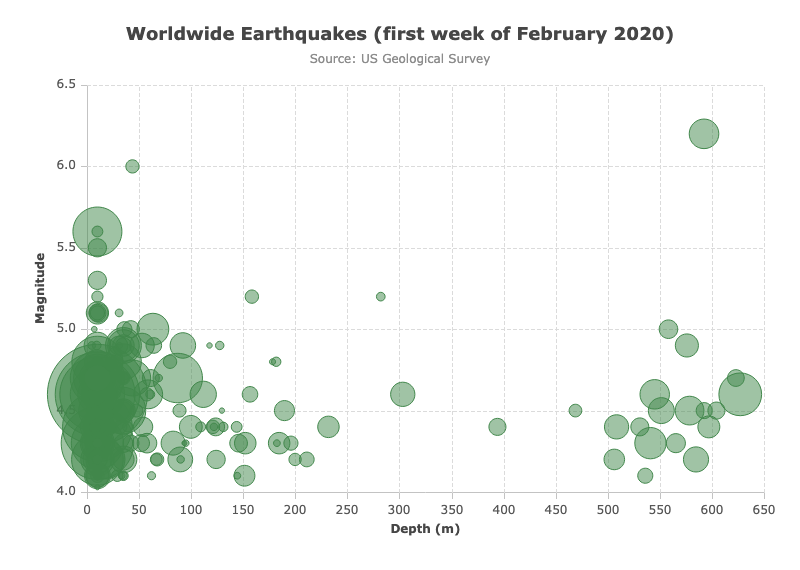 Worldwide Earthquakes (first week of February 2020)
Source: US Geological Survey
6.5
6.0
5.5
5.0
4.0
Magnitude
0 50 100 150 200 250 300 350 400 450 500 550 600 650
Depth (m)